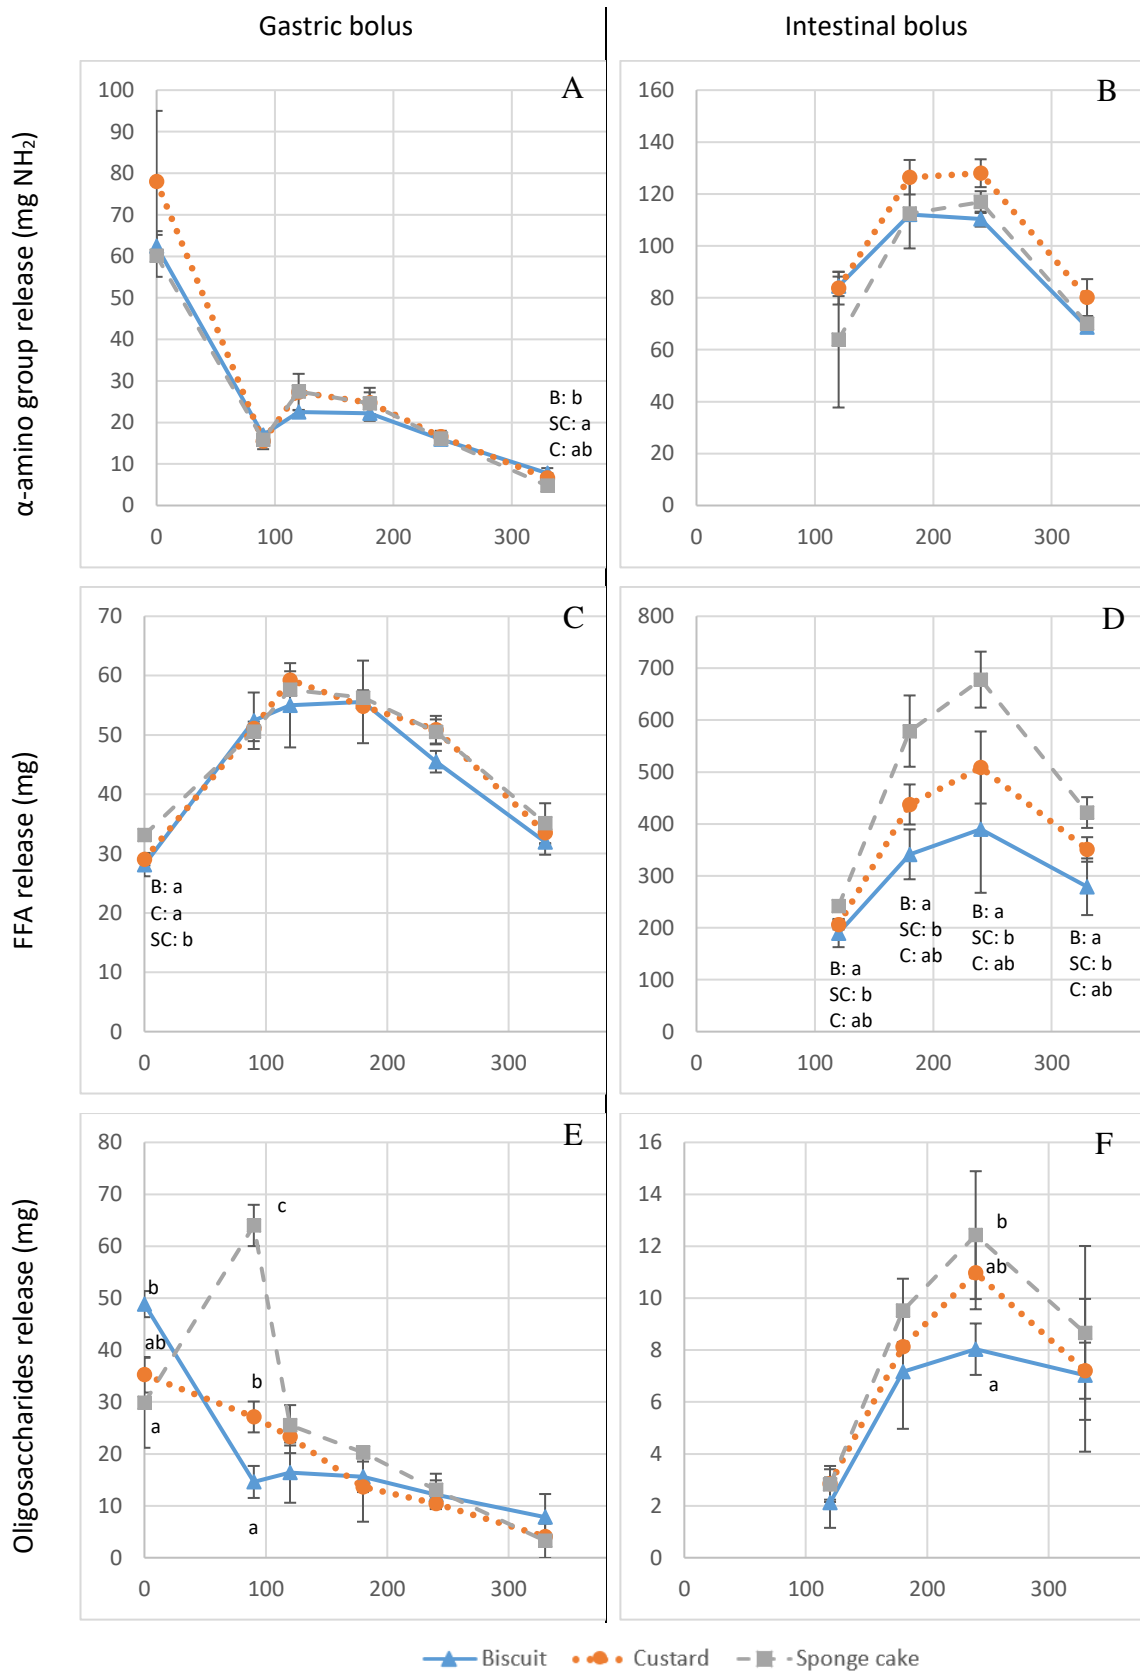 Gastric bolus
Intestinal bolus
α-amino group release (mg NH₂)
A
100
90
80
70
60
50
40
30
20
10
0
0
100
200
300
B: b
SC: a
C: ab
B
160
140
120
100
80
60
40
20
0
0
100
200
300
FFA release (mg)
C
70
60
50
40
30
20
10
0
0
100
200
300
B: a
C: a
SC: b
D
800
700
600
500
400
300
200
100
0
0
100
200
300
B: a
SC: b
C: ab
B: a
SC: b
C: ab
B: a
SC: b
C: ab
B: a
SC: b
C: ab
Oligosaccharides release (mg)
E
80
70
60
50
40
30
20
10
0
0
100
200
300
b
ab
a
c
b
a
F
16
14
12
10
8
6
4
2
0
0
100
200
300
b
ab
a
Biscuit
Custard
Sponge cake